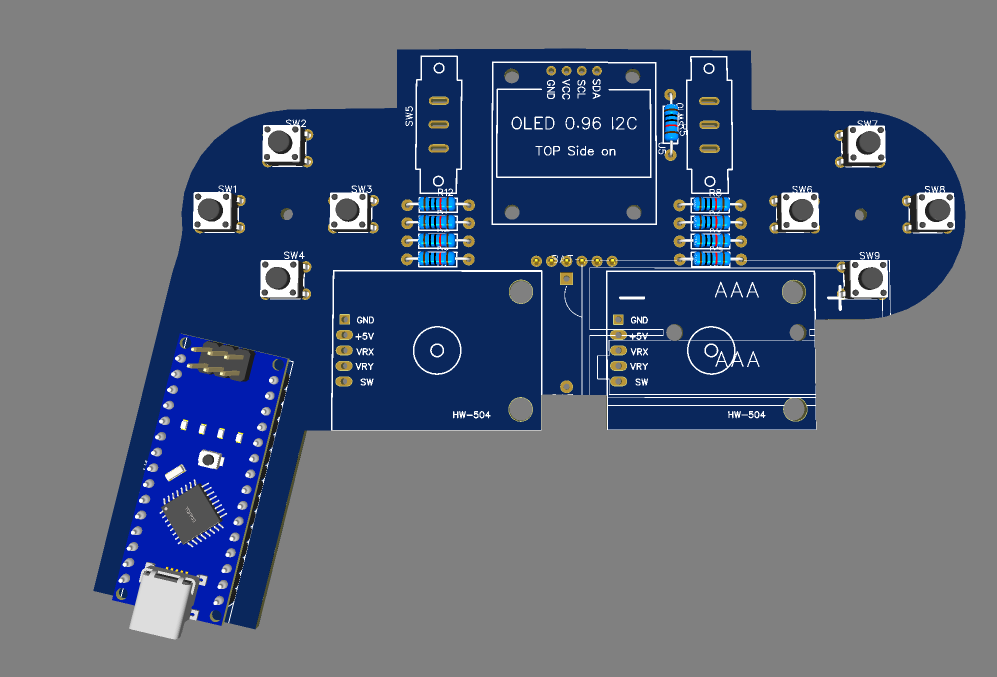 GND
VCC
SCL
SDA
OLED 0.96 I2C
TOP Side on
SW5
U5
SW2
SW7
SW1
SW3
R12
R8
SW6
SW8
SW4
BAT
SW9
AAA
GND
+5V
VRX
VRY
SW
HW-504
GND
+5V
VRX
VRY
SW
AAA
HW-504